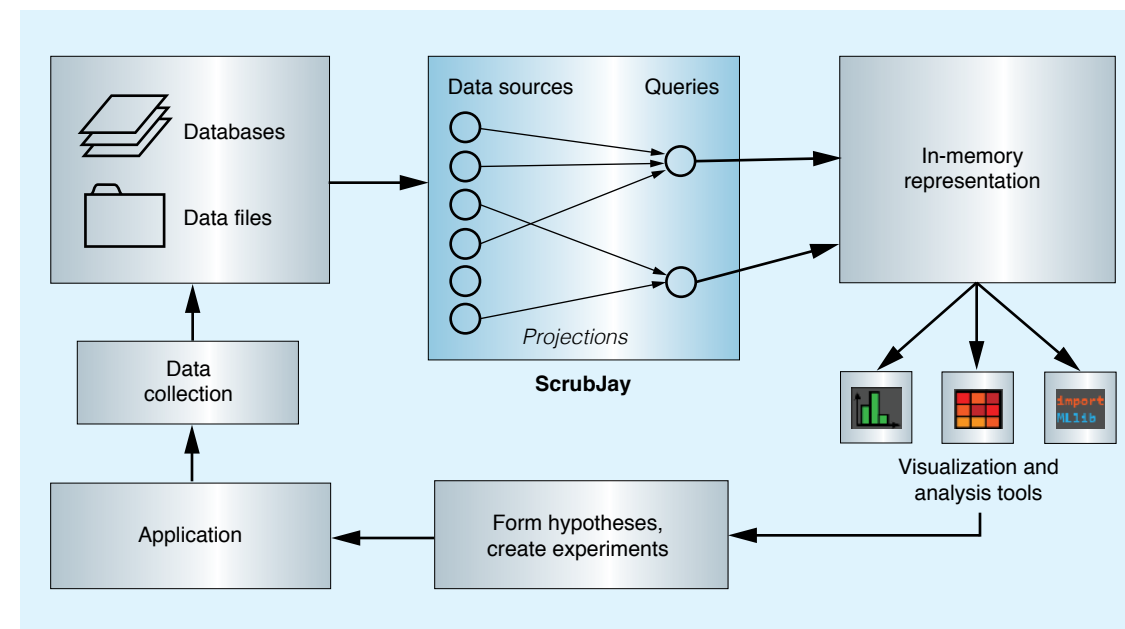 Databases
Data files
Data sources
Queries
Projections
ScrubJay
In-memory
representation
import
MLlib
Visualization and
analysis tools
Form hypotheses,
create experiments
Application
Data
collection